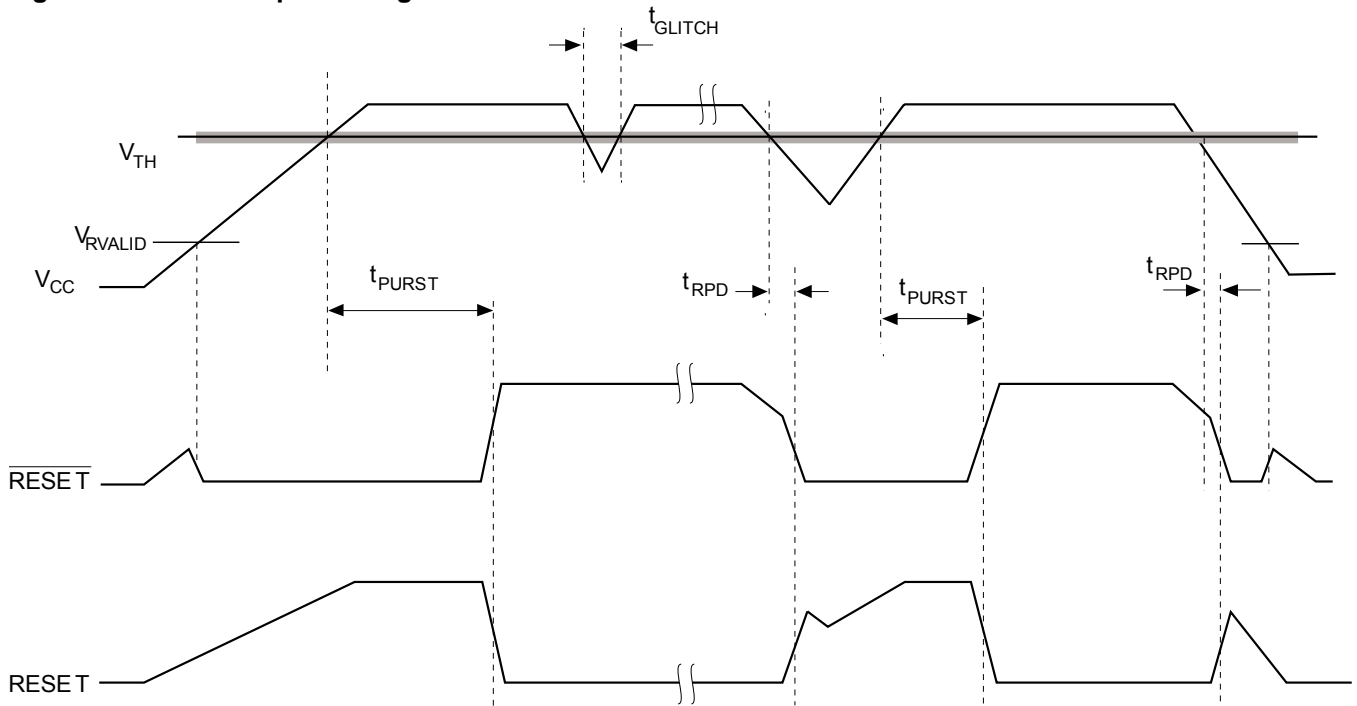 tGLITCH
VTH
VRVALID
VCC
tPURST
tRPD
tPURST
tRPD
RESET
RESET